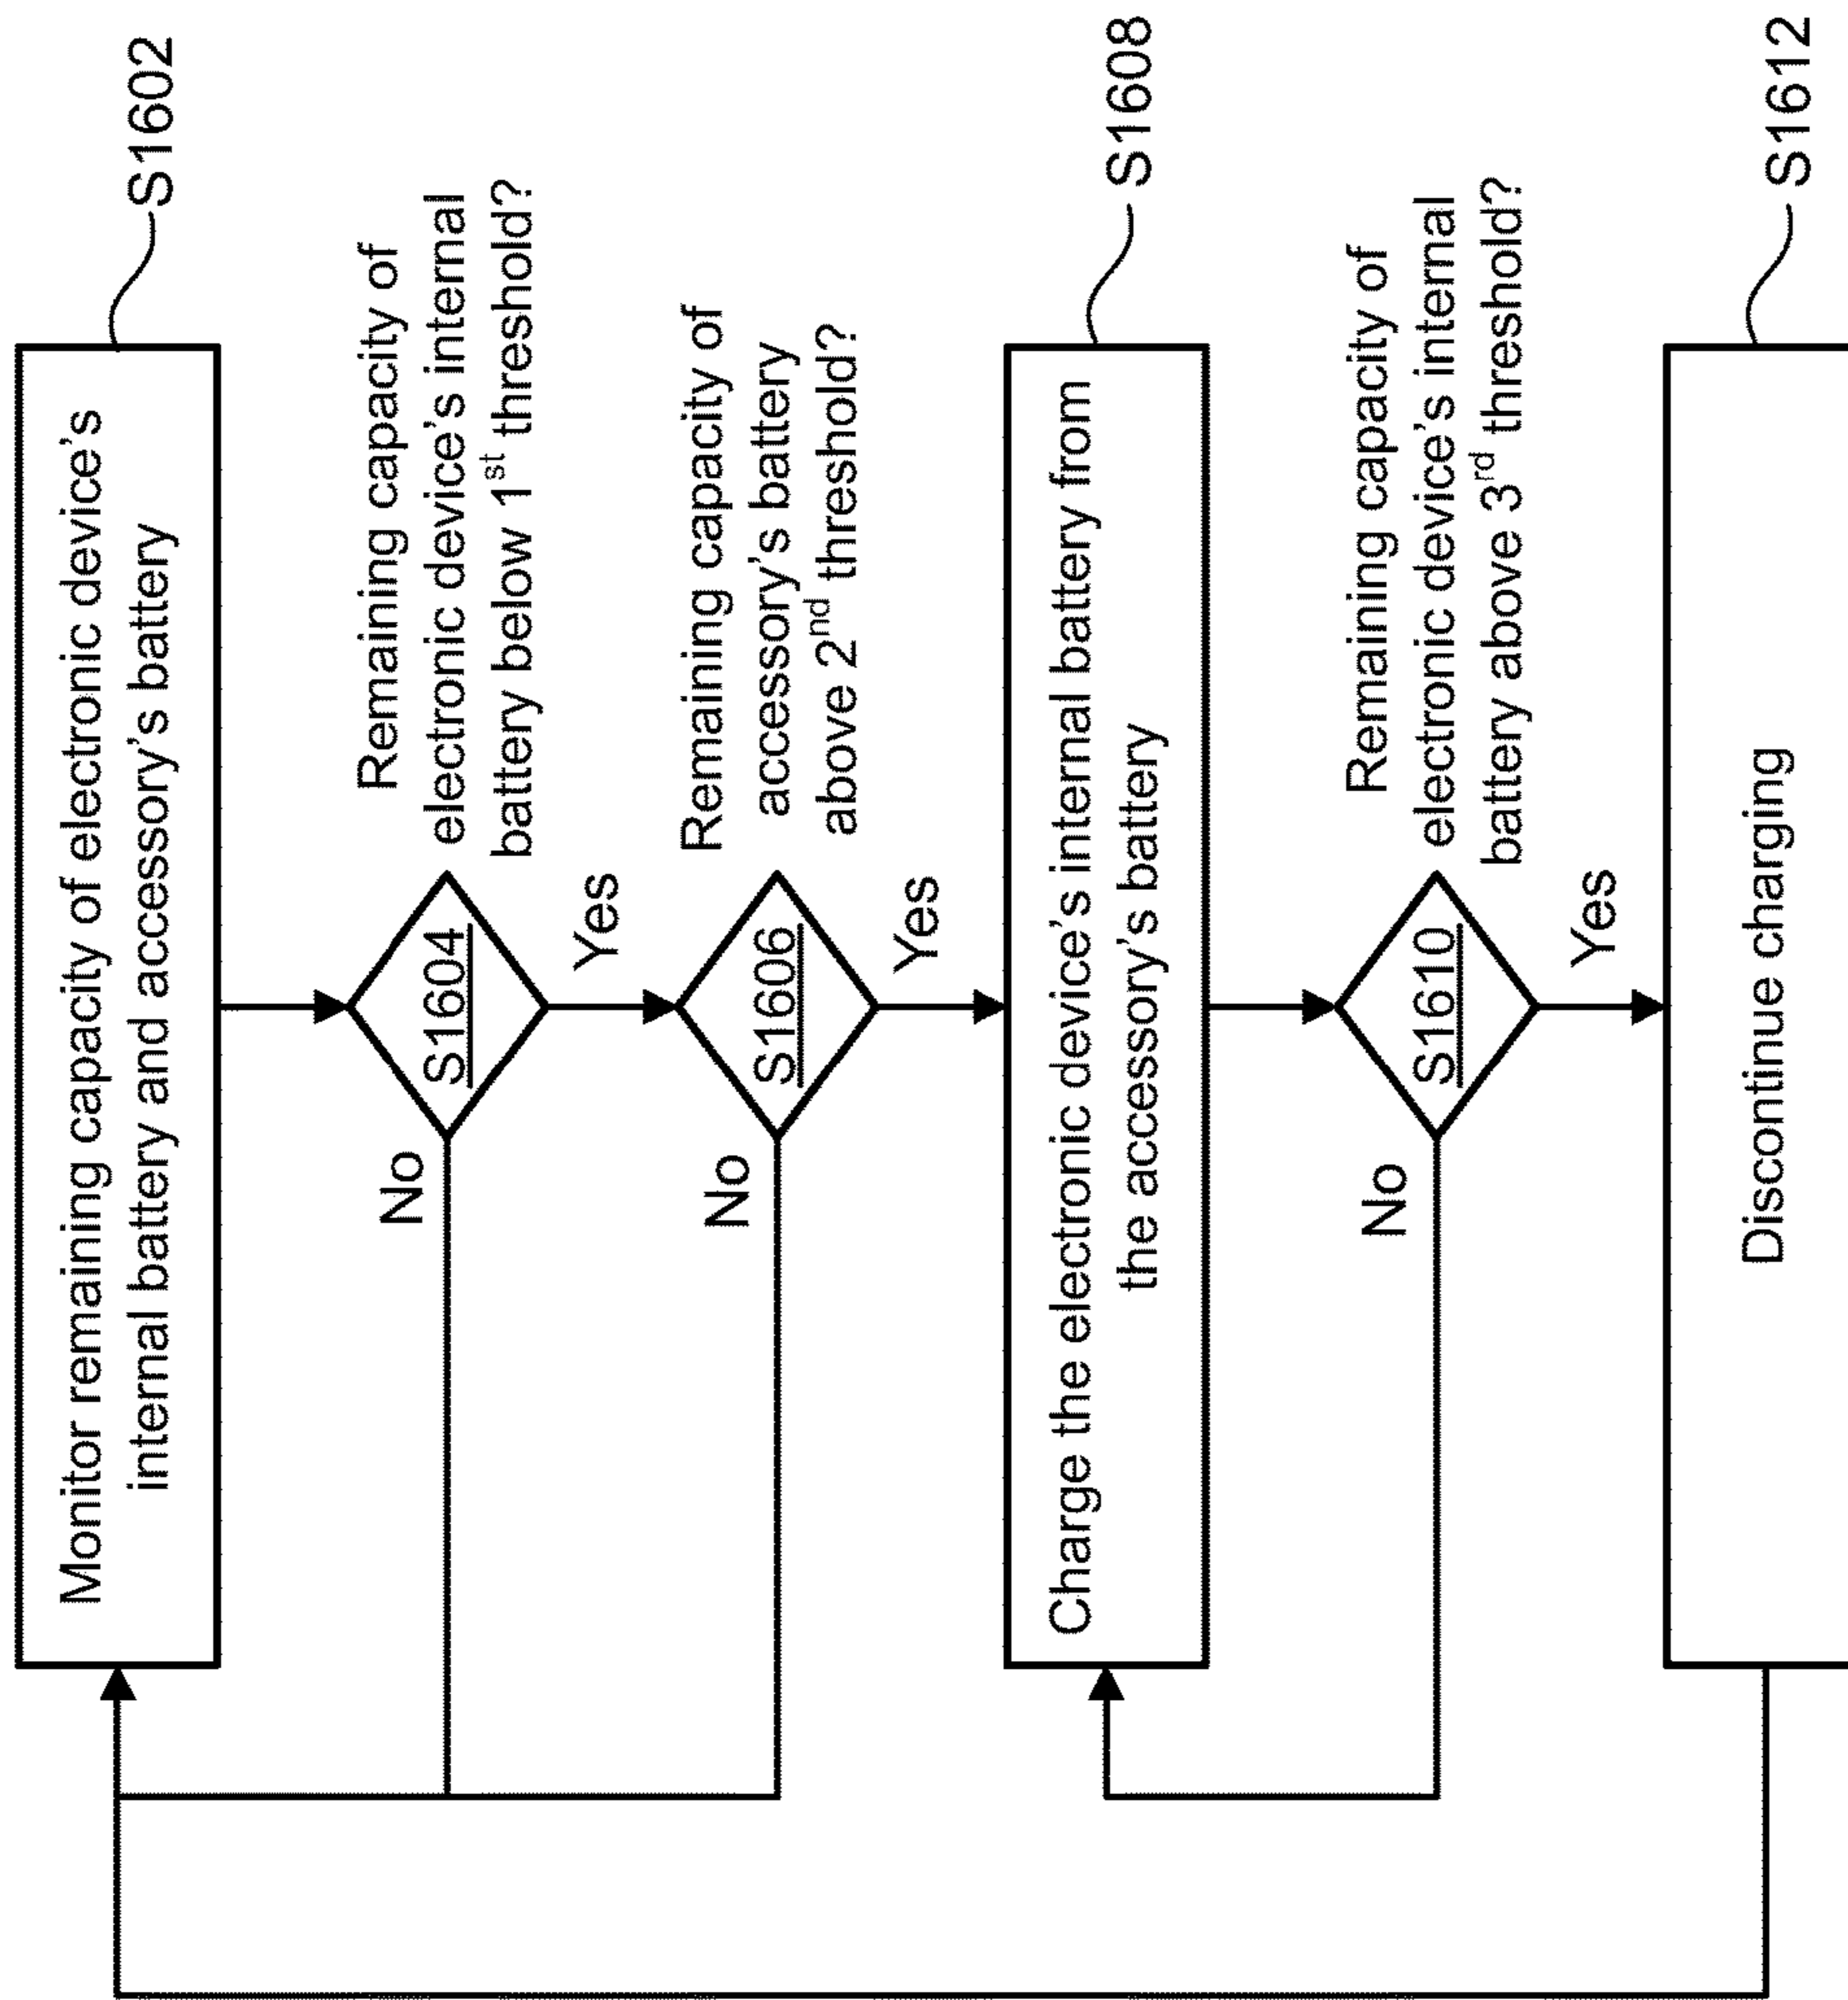 Monitor remaining capacity of electronic device's
internal battery and accessory's battery
S1602
S1604
Remaining capacity of
electronic device's internal
battery below 1st threshold?
No
Yes
S1606
Remaining capacity of
accessory's battery
above 2nd threshold?
No
Yes
Charge the electronic device's internal battery from
the accessory's battery
S1608
S1610
Remaining capacity of
electronic device's internal
battery above 3rd threshold?
No
Yes
Discontinue charging
S1612